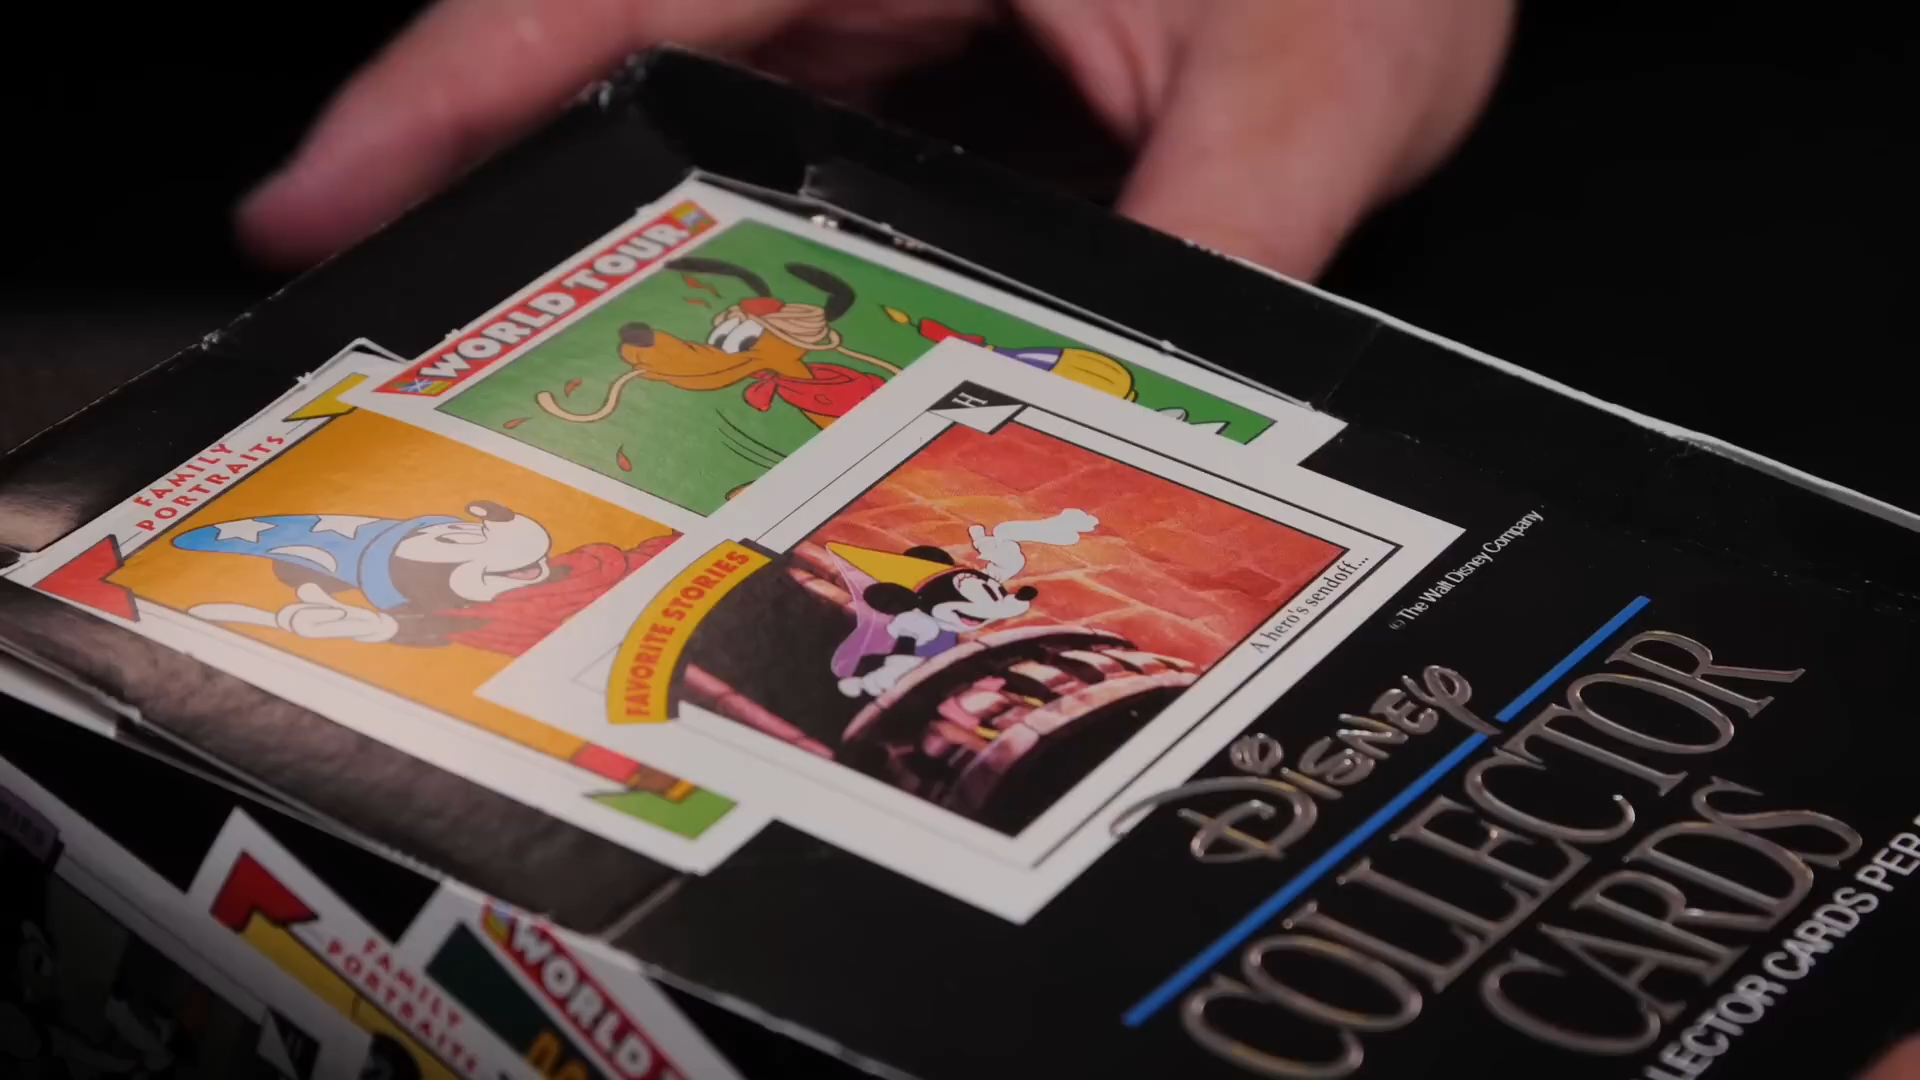 WORLD TOUR
FAMILY
PORTRAITS
H
FAVORITE STORIES
A hero's sendoff...
© The Walt Disney Company
DISNEY
COLLECTOR
CARDS
CARDS PER
FAMILY
PORTRAITS
WORLD